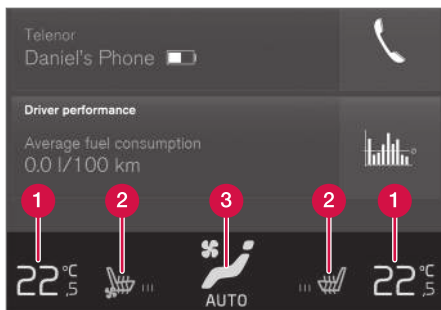 Telenor
Daniel's Phone
Driver performance
Average fuel consumption
0.0 l/100 km
1 2 3 2 1
22,5 °C 22,5 °C
AUTO